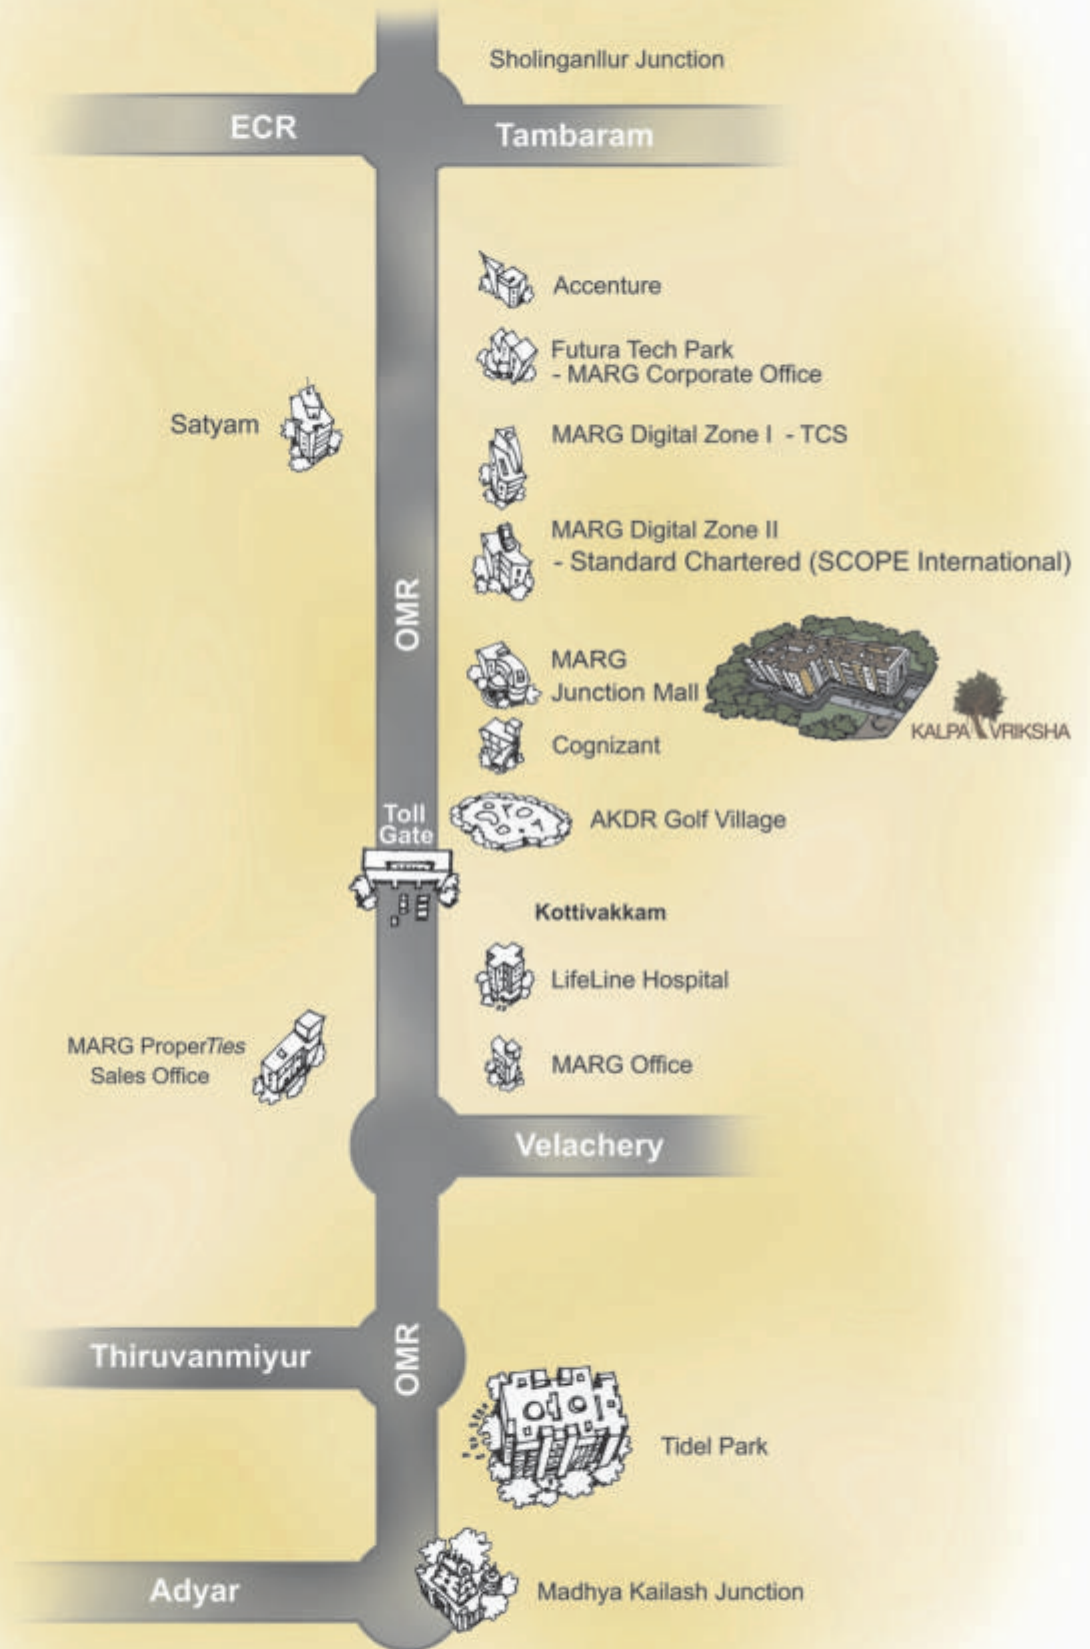 Sholinganllur Junction
ECR
Tambaram
Accenture
Futura Tech Park
- MARG Corporate Office
Satyam
MARG Digital Zone I - TCS
MARG Digital Zone II
- Standard Chartered (SCOPE International)
OMR
MARG
Junction Mall
KALPA VRIKSHA
Cognizant
Toll
Gate
AKDR Golf Village
Kottivakkam
LifeLine Hospital
MARG ProperTies
Sales Office
MARG Office
Velachery
Thiruvanmiyur
OMR
Tidel Park
Adyar
Madhya Kailash Junction